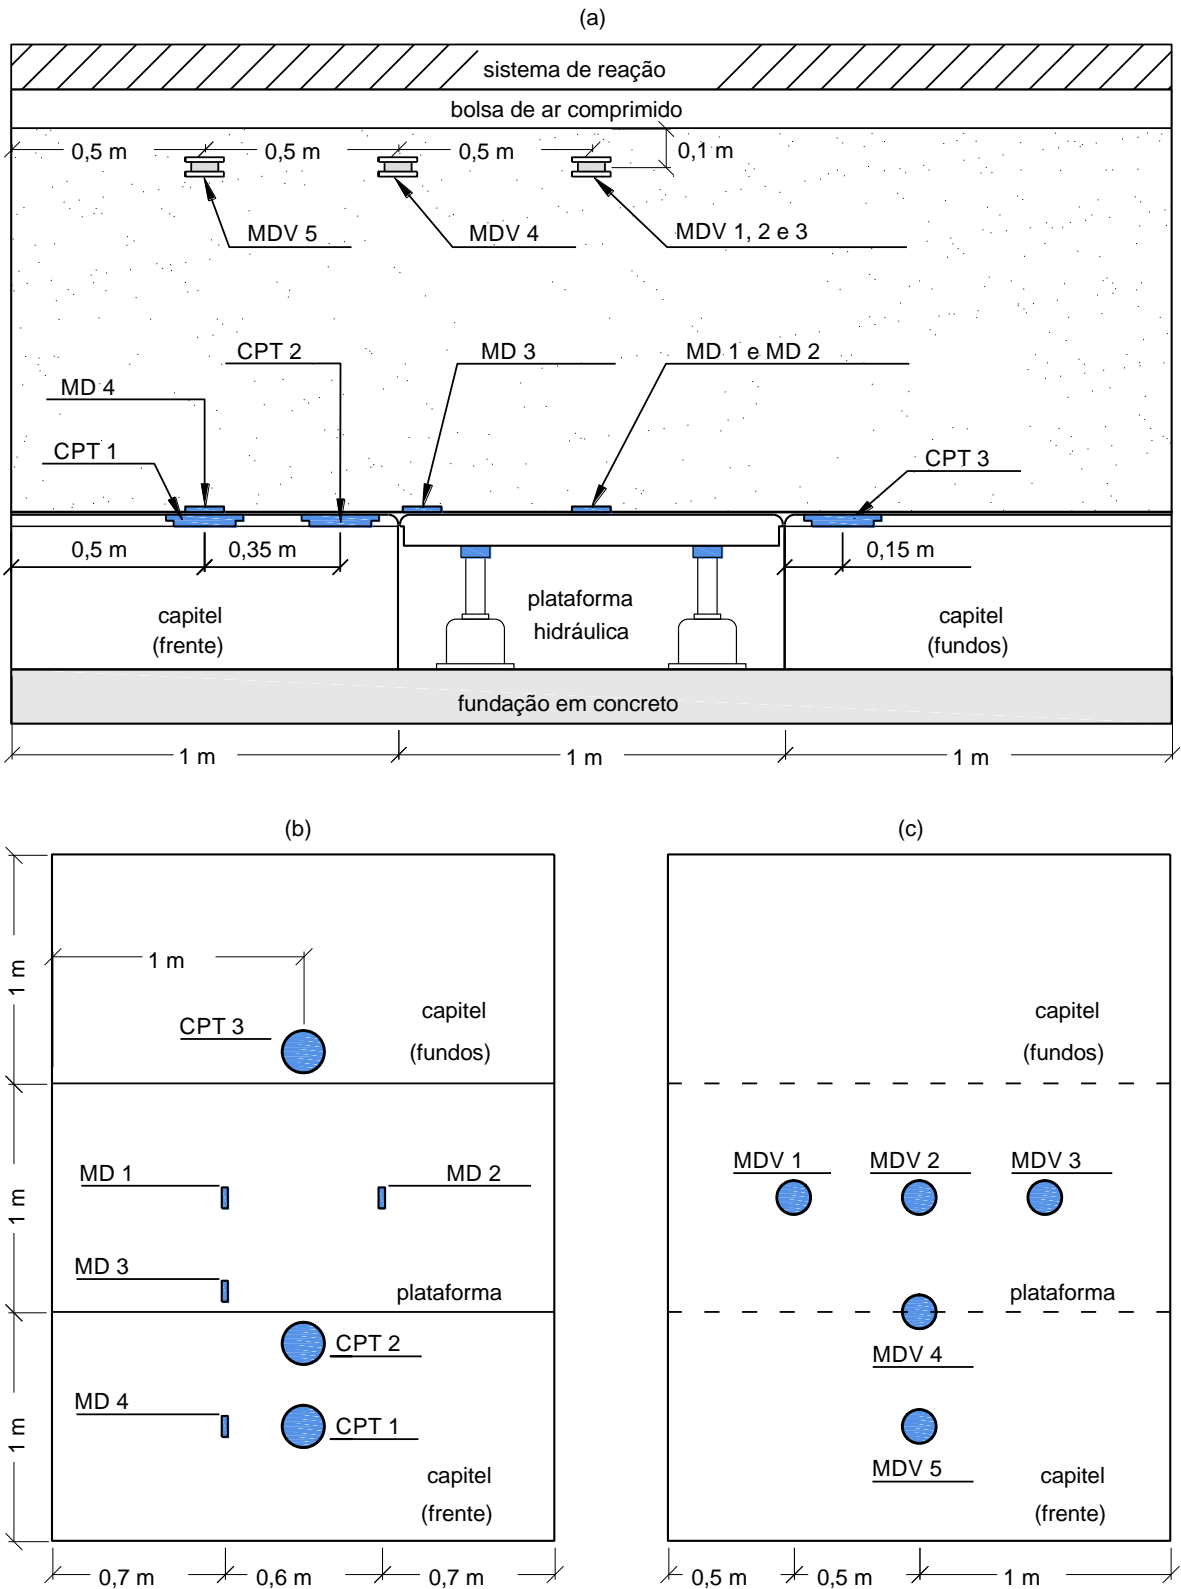 (a)
sistema de reação
bolsa de ar comprimido
0,5 m
0,5 m
0,5 m
0,1 m
MDV 5
MDV 4
MDV 1, 2 e 3
CPT 2
MD 3
MD 1 e MD 2
MD 4
CPT 1
CPT 3
0,5 m
0,35 m
0,15 m
capitel
(frente)
plataforma
hidráulica
capitel
(fundos)
fundação em concreto
1 m
1 m
1 m
(b)
1 m
1 m
1 m
1 m
CPT 3
capitel
(fundos)
MD 1
MD 2
MD 3
plataforma
CPT 2
MD 4
CPT 1
capitel
(frente)
0,7 m
0,6 m
0,7 m
(c)
capitel
(fundos)
MDV 1
MDV 2
MDV 3
plataforma
MDV 4
MDV 5
capitel
(frente)
0,5 m
0,5 m
1 m